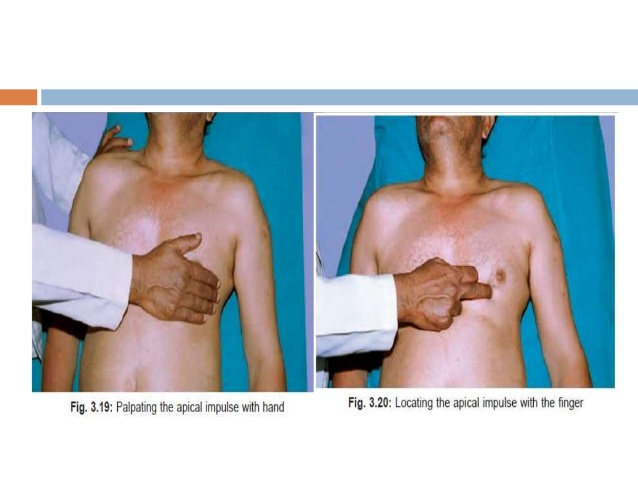 Fig. 3.19: Palpating the apical impulse with hand
Fig. 3.20: Locating the apical impulse with the finger